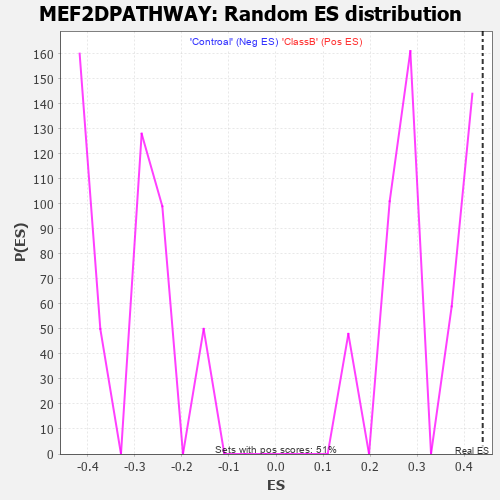 MEF2DPATHWAY: Random ES distribution
'Controal' (Neg ES) 'ClassB' (Pos ES)
160
150
140
130
120
110
100
90
80
70
60
50
40
30
20
10
0
P(ES)
Sets with pos scores: 51%
Real ES
-0.4 -0.3 -0.2 -0.1 0.0 0.1 0.2 0.3 0.4
ES